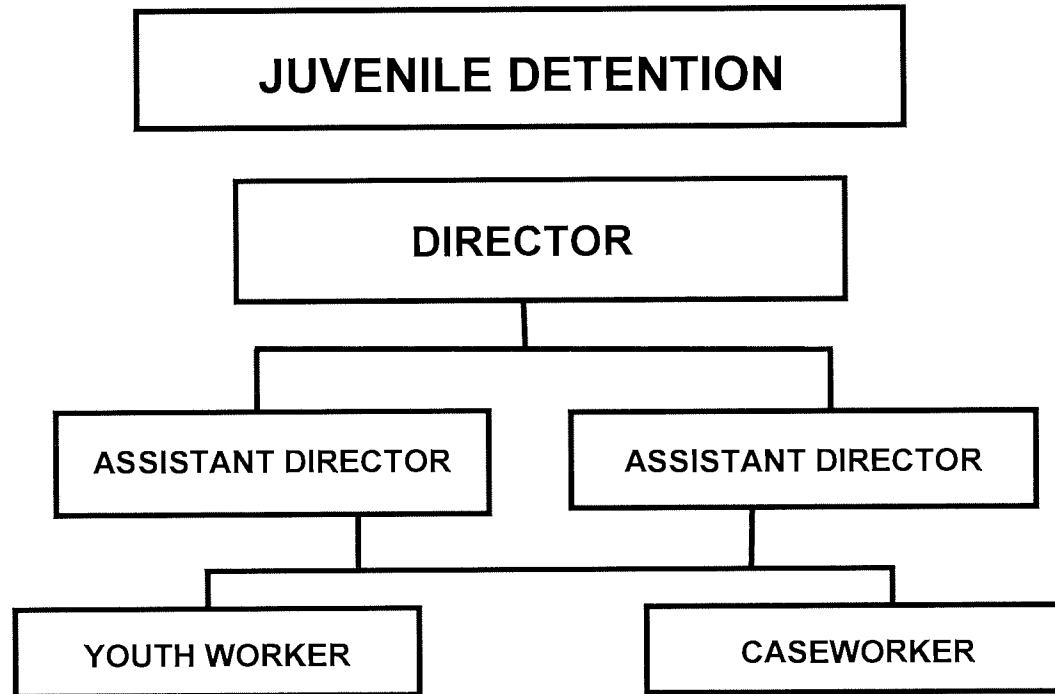 JUVENILE DETENTION
DIRECTOR
ASSISTANT DIRECTOR
ASSISTANT DIRECTOR
YOUTH WORKER
CASEWORKER